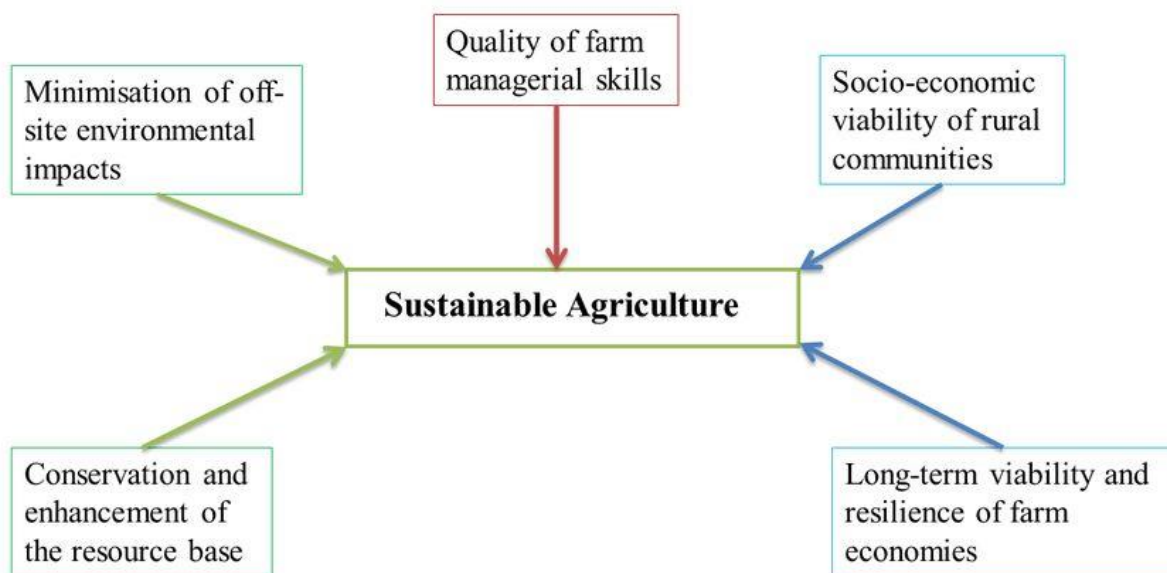 Quality of farm
managerial skills
Minimisation of off-
site environmental
impacts
Socio-economic
viability of rural
communities
Sustainable Agriculture
Conservation and
enhancement of
the resource base
Long-term viability and
resilience of farm
economies